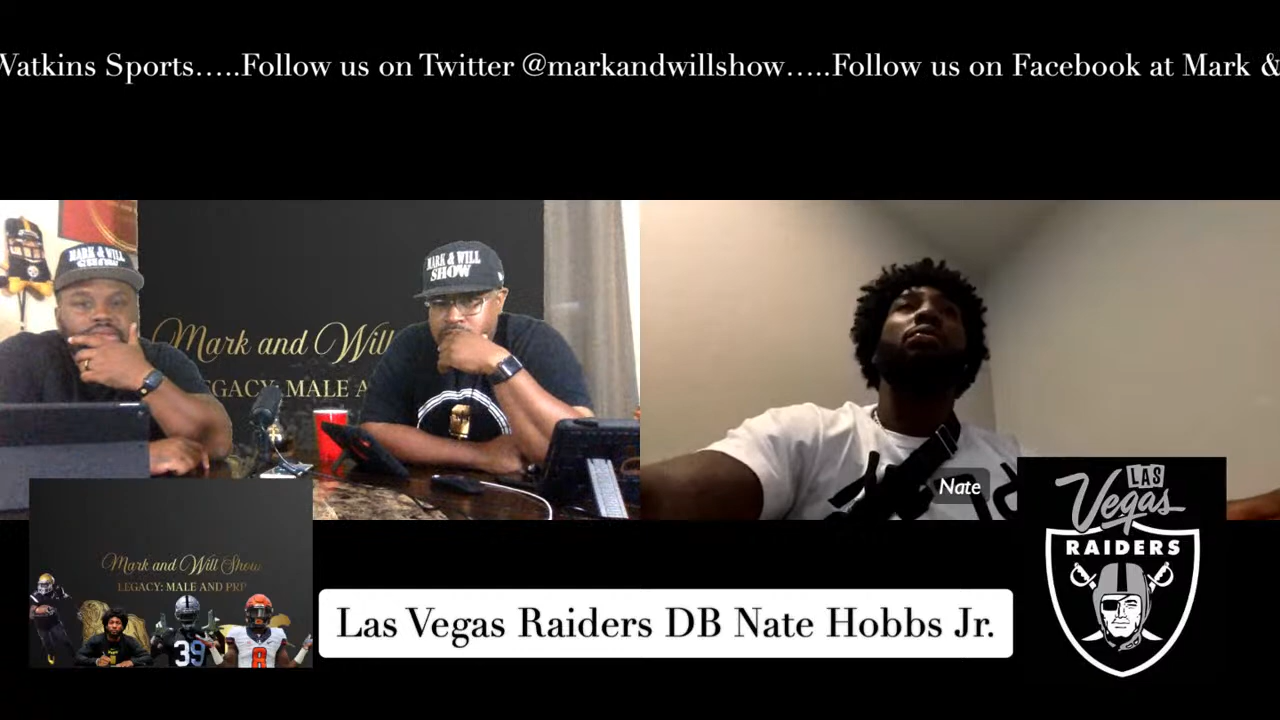 Watkins Sports.....Follow us on Twitter @markandwillshow.....Follow us on Facebook at Mark &
MARK & WILL
SHOW
MARK & WILL
SHOW
Mark and Will
LEGACY: MALE A
Nate
LAS
Vegas
RAIDERS
Mark and Will Show
LEGACY: MALE AND PRP
39
8
Las Vegas Raiders DB Nate Hobbs Jr.